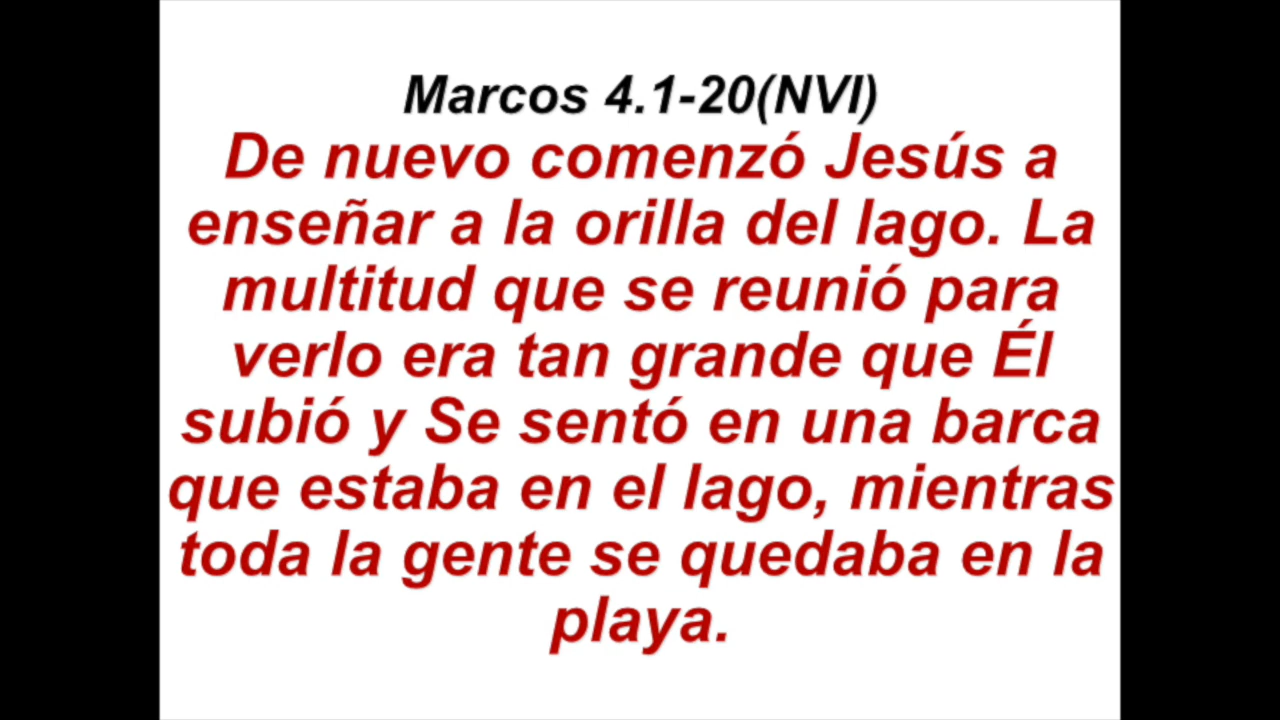 Marcos 4.1-20(NVI)
De nuevo comenzó Jesús a
enseñar a la orilla del lago. La
multitud que se reunió para
verlo era tan grande que Él
subió y Se sentó en una barca
que estaba en el lago, mientras
toda la gente se quedaba en la
playa.